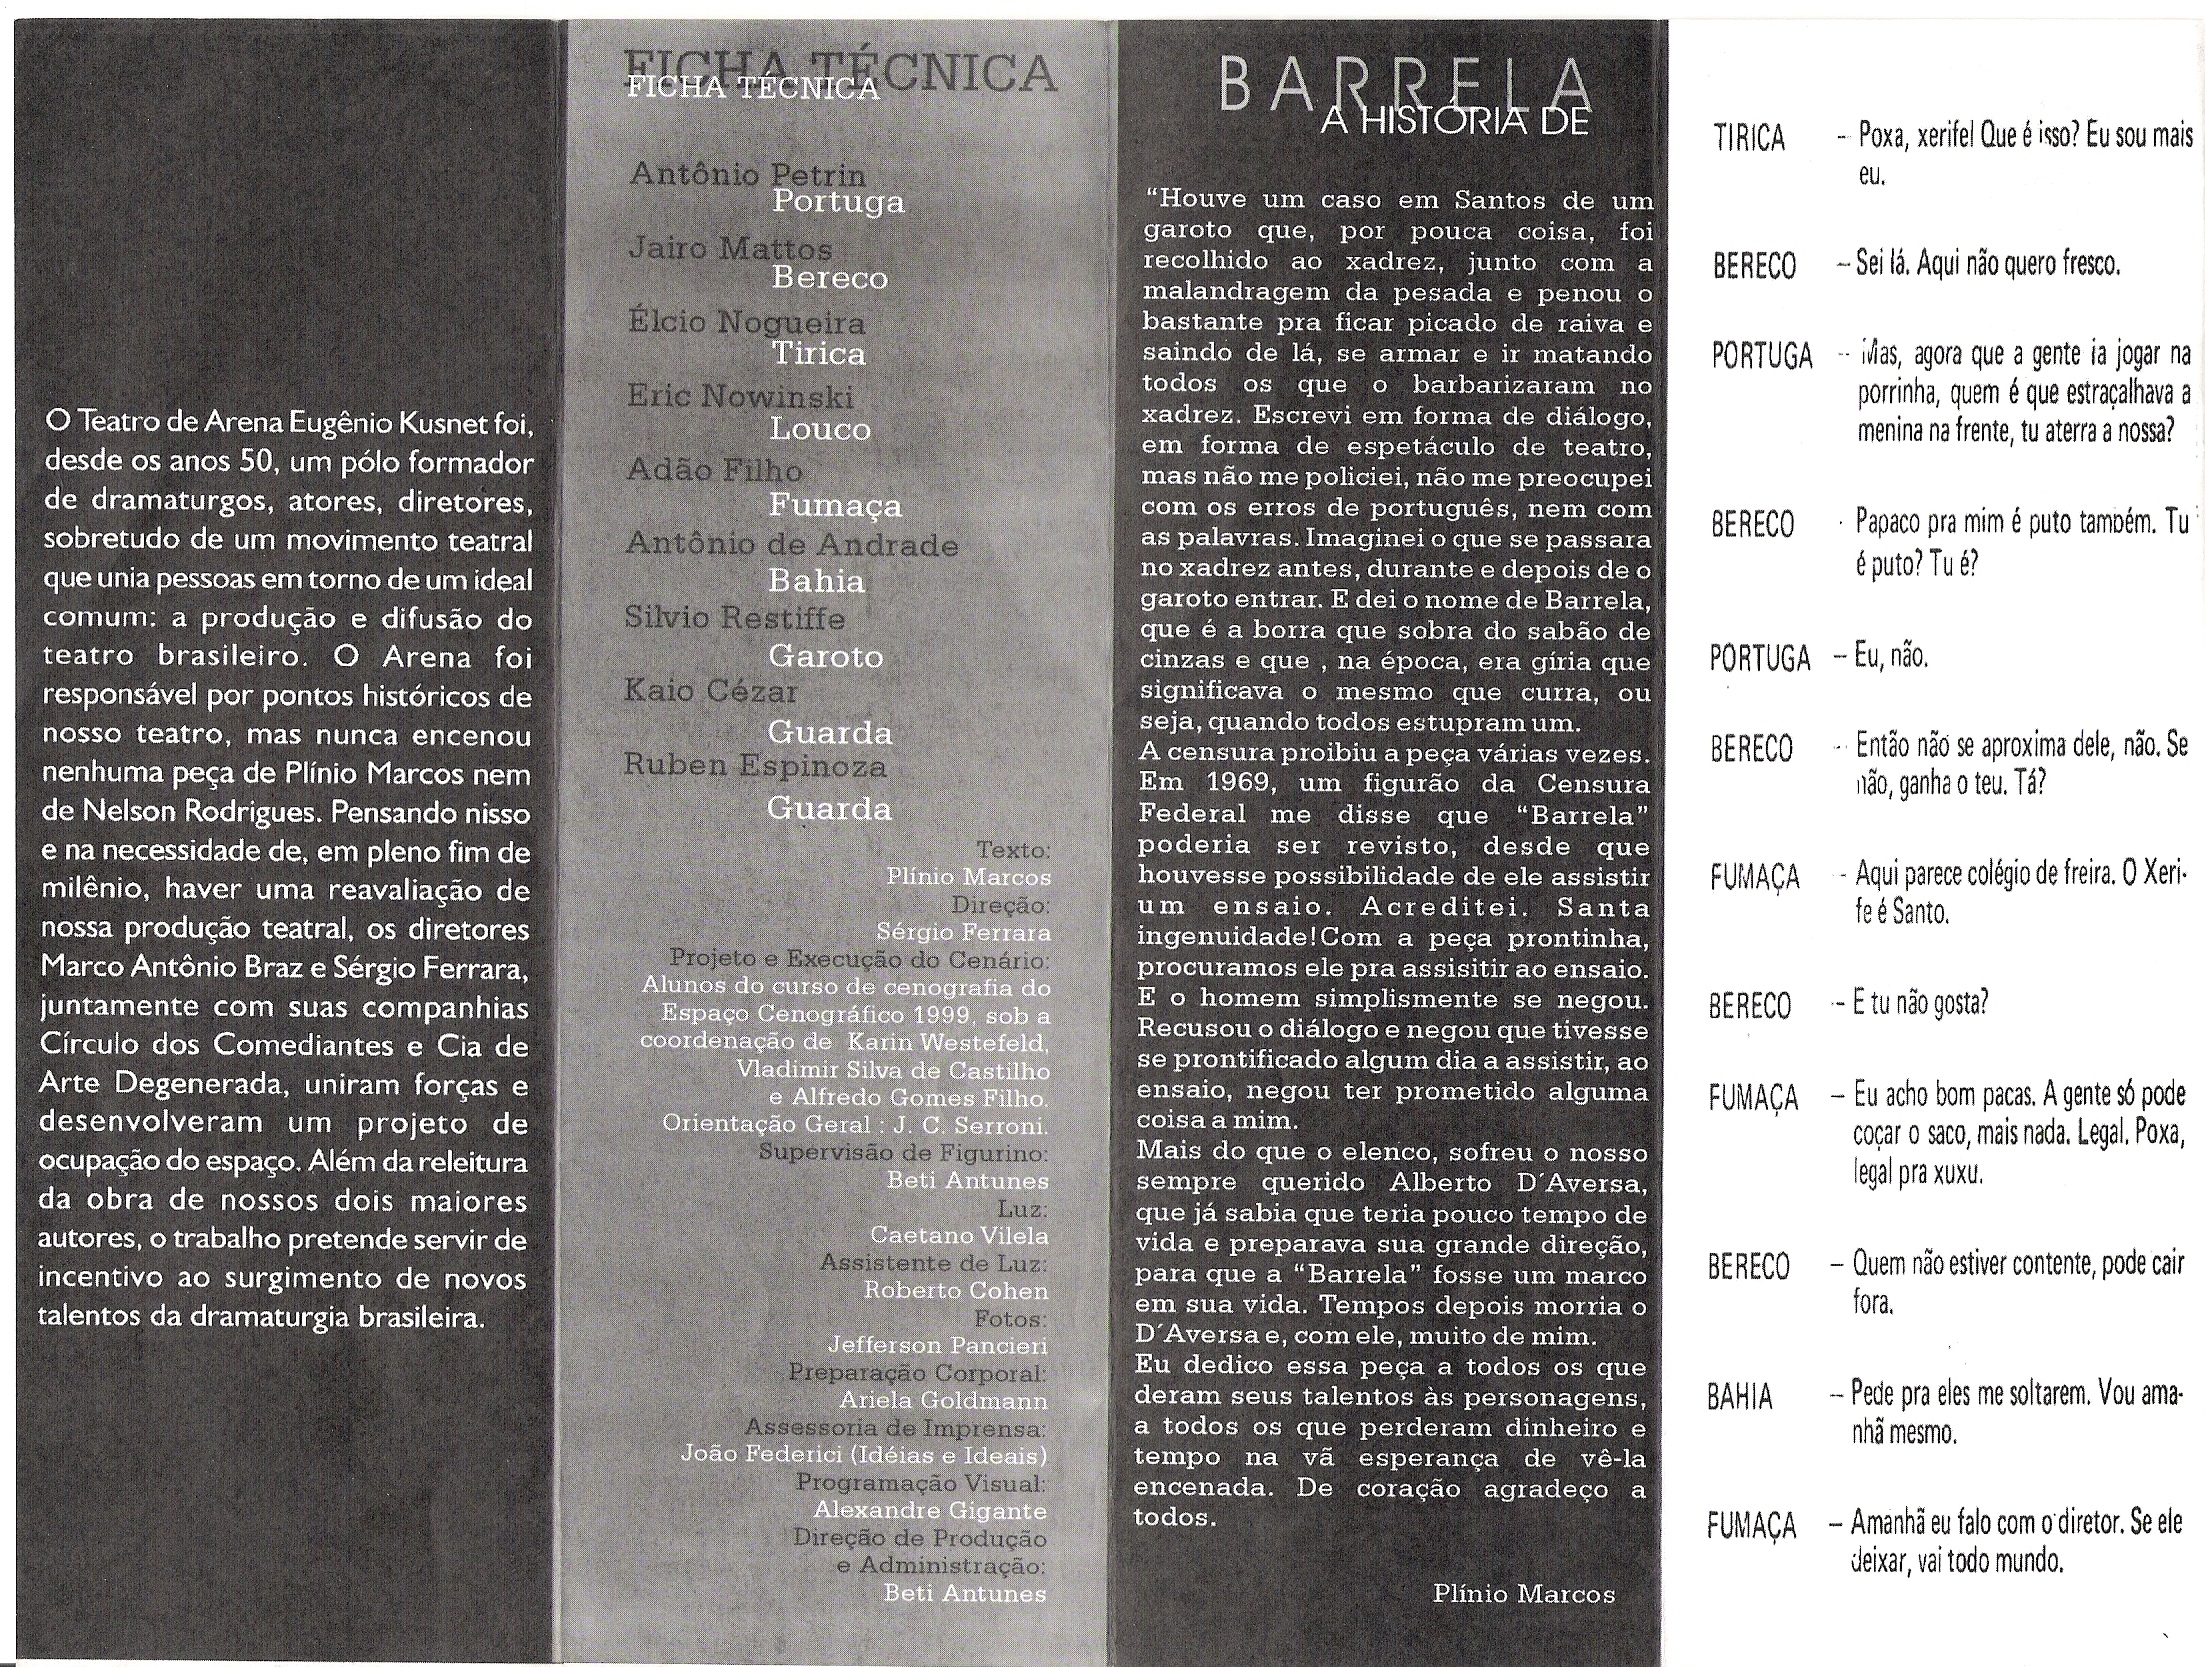 O Teatro de Arena Eugênio Kusnet foi,
desde os anos 50, um pólo formador
de dramaturgos, atores, diretores,
sobretudo de um movimento teatral
que unia pessoas em torno de um ideal
comum: a produção e difusão do
teatro brasileiro. O Arena foi
responsável por pontos históricos de
nosso teatro, mas nunca encenou
nenhuma peça de Plínio Marcos nem
de Nelson Rodrigues. Pensando nisso
e na necessidade de, em pleno fim de
milênio, haver uma reavaliação de
nossa produção teatral, os diretores
Marco Antônio Braz e Sérgio Ferrara,
juntamente com suas companhias
Círculo dos Comediantes e Cia de
Arte Degenerada, uniram forças e
desenvolveram um projeto de
ocupação do espaço. Além da releitura
da obra de nossos dois maiores
autores, o trabalho pretende servir de
incentivo ao surgimento de novos
talentos da dramaturgia brasileira.
FICHA TÉCNICA
FICHA TÉCNICA
Antônio Petrin
Portuga
Jairo Mattos
Bereco
Élcio Nogueira
Tirica
Eric Nowinski
Louco
Adão Filho
Fumaça
Antônio de Andrade
Bahia
Silvio Restiffe
Garoto
Kaio Cézar
Guarda
Ruben Espinoza
Guarda
Texto:
Plínio Marcos
Direção:
Sérgio Ferrara
Projeto e Execução do Cenário:
Alunos do curso de cenografia do
Espaço Cenográfico 1999, sob a
coordenação de Karin Westefeld,
Vladimir Silva de Castilho
e Alfredo Gomes Filho.
Orientação Geral : J. C. Serroni.
Supervisão de Figurino:
Beti Antunes
Luz:
Caetano Vilela
Assistente de Luz:
Roberto Cohen
Fotos:
Jefferson Pancieri
Preparação Corporal:
Ariela Goldmann
Assessoria de Imprensa:
João Federici (Idéias e Ideais)
Programação Visual:
Alexandre Gigante
Direção de Produção
e Administração:
Beti Antunes
BARRELA
A HISTÓRIA DE
“Houve um caso em Santos de um
garoto que, por pouca coisa, foi
recolhido ao xadrez, junto com a
malandragem da pesada e penou o
bastante pra ficar picado de raiva e
saindo de lá, se armar e ir matando
todos os que o barbarizaram no
xadrez. Escrevi em forma de diálogo,
em forma de espetáculo de teatro,
mas não me policiei, não me preocupei
com os erros de português, nem com
as palavras. Imaginei o que se passara
no xadrez antes, durante e depois de o
garoto entrar. E dei o nome de Barrela,
que é a borra que sobra do sabão de
cinzas e que , na época, era gíria que
significava o mesmo que curra, ou
seja, quando todos estupram um.
A censura proibiu a peça várias vezes.
Em 1969, um figurão da Censura
Federal me disse que “Barrela”
poderia ser revisto, desde que
houvesse possibilidade de ele assistir
um ensaio. Acreditei. Santa
ingenuidade!Com a peça prontinha,
procuramos ele pra assisitir ao ensaio.
E o homem simplismente se negou.
Recusou o diálogo e negou que tivesse
se prontificado algum dia a assistir, ao
ensaio, negou ter prometido alguma
coisa a mim.
Mais do que o elenco, sofreu o nosso
sempre querido Alberto D´Aversa,
que já sabia que teria pouco tempo de
vida e preparava sua grande direção,
para que a “Barrela” fosse um marco
em sua vida. Tempos depois morria o
D´Aversa e, com ele, muito de mim.
Eu dedico essa peça a todos os que
deram seus talentos às personagens,
a todos os que perderam dinheiro e
tempo na vã esperança de vê-la
encenada. De coração agradeço a
todos.
Plínio Marcos
TIRICA – Poxa, xerife! Que é isso? Eu sou mais
eu.
BERECO – Sei lá. Aqui não quero fresco.
PORTUGA – Mas, agora que a gente ia jogar na
porrinha, quem é que estraçalhava a
menina na frente, tu aterra a nossa?
BERECO - Papaco pra mim é puto também. Tu
é puto? Tu é?
PORTUGA – Eu, não.
BERECO – Então não se aproxima dele, não. Se
não, ganha o teu. Tá?
FUMAÇA - Aqui parece colégio de freira. O Xeri-
fe é Santo.
BERECO – E tu não gosta?
FUMAÇA – Eu acho bom pacas. A gente só pode
coçar o saco, mais nada. Legal. Poxa,
legal pra xuxu.
BERECO – Quem não estiver contente, pode cair
fora.
BAHIA – Pede pra eles me soltarem. Vou ama-
nhã mesmo.
FUMAÇA – Amanhã eu falo com o diretor. Se ele
deixar, vai todo mundo.